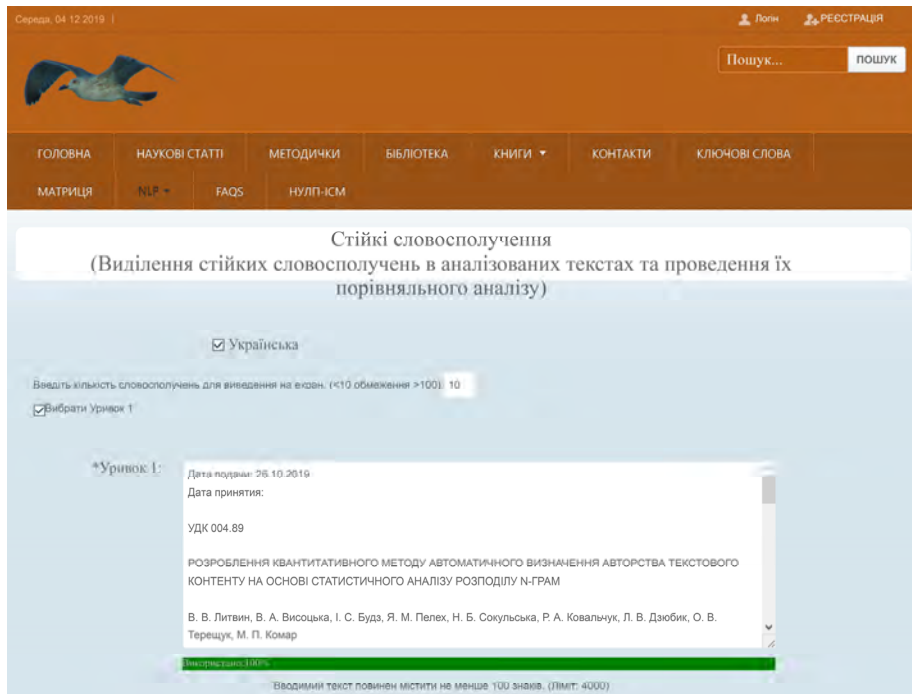 Середа, 04 12 2019 |
Логін
РЕЄСТРАЦІЯ
Пошук...
ПОШУК
ГОЛОВНА
НАУКОВІ СТАТТІ
МЕТОДИЧКИ
БІБЛІОТЕКА
КНИГИ
КОНТАКТИ
КЛЮЧОВІ СЛОВА
МАТРИЦЯ
NLP
FAQS
НУЛП-ІСМ
Стійкі словосполучення
(Виділення стійких словосполучень в аналізованих текстах та проведення їх
порівняльного аналізу)
Українська
Введіть кількість словосполучень для виведення на екран. (<10 обмеження >100) 10
Вибрати Уривок 1
*Уривок 1:
Дата подачи: 26.10.2019
Дата принятия:
УДК 004.89
РОЗРОБЛЕННЯ КВАНТИТАТИВНОГО МЕТОДУ АВТОМАТИЧНОГО ВИЗНАЧЕННЯ АВТОРСТВА ТЕКСТОВОГО
КОНТЕНТУ НА ОСНОВІ СТАТИСТИЧНОГО АНАЛІЗУ РОЗПОДІЛУ N-ГРАМ
В. В. Литвин, В. А. Висоцька, І. С. Будз, Я. М. Пелех, Н. Б. Сокульська, Р. А. Ковальчук, Л. В. Дзюбик, О. В.
Терещук, М. П. Комар
Використано:100%
Вводимий текст повинен містити не менше 100 знаків. (Ліміт: 4000)